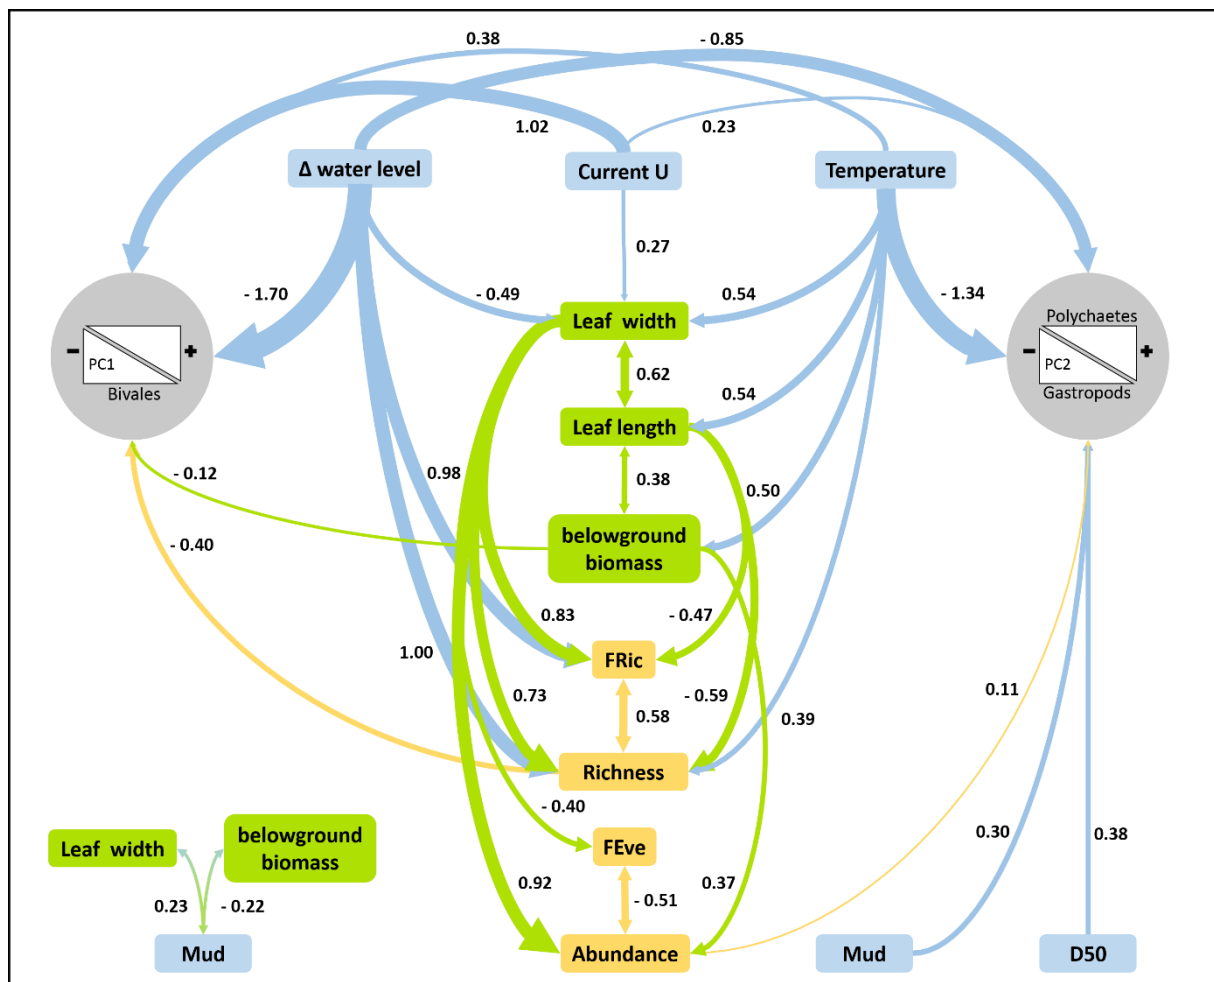 0.38
- 0.85
1.02
0.23
Δ water level
Current U
Temperature
0.27
- 1.70
- 0.49
0.54
- 1.34
Leaf width
Polychaetes
- PC1 +
Bivales
- PC2 +
Gastropods
0.62
0.54
Leaf length
- 0.12
0.98
0.38
0.50
belowground
biomass
- 0.40
0.83
- 0.47
1.00
FRic
0.73
0.58
- 0.59
0.39
0.11
Richness
- 0.40
Leaf width
belowground
biomass
FEve
0.30
0.38
0.92
- 0.51
0.37
0.23
- 0.22
Mud
Abundance
Mud
D50